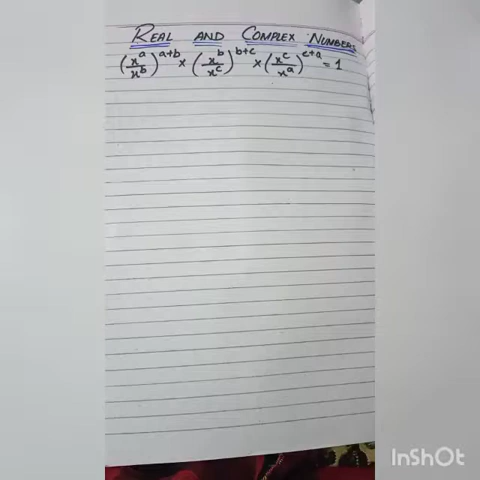 REAL AND COMPLEX NUMBERS
(x^a/x^b)^(a+b) × (x^b/x^c)^(b+c) × (x^c/x^a)^(c+a) = 1
InShOt